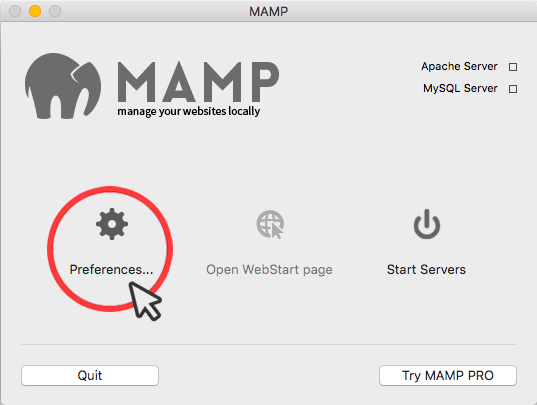 MAMP
MAMP
manage your websites locally
Apache Server
MySQL Server
Preferences...
Open WebStart page
Start Servers
Quit
Try MAMP PRO